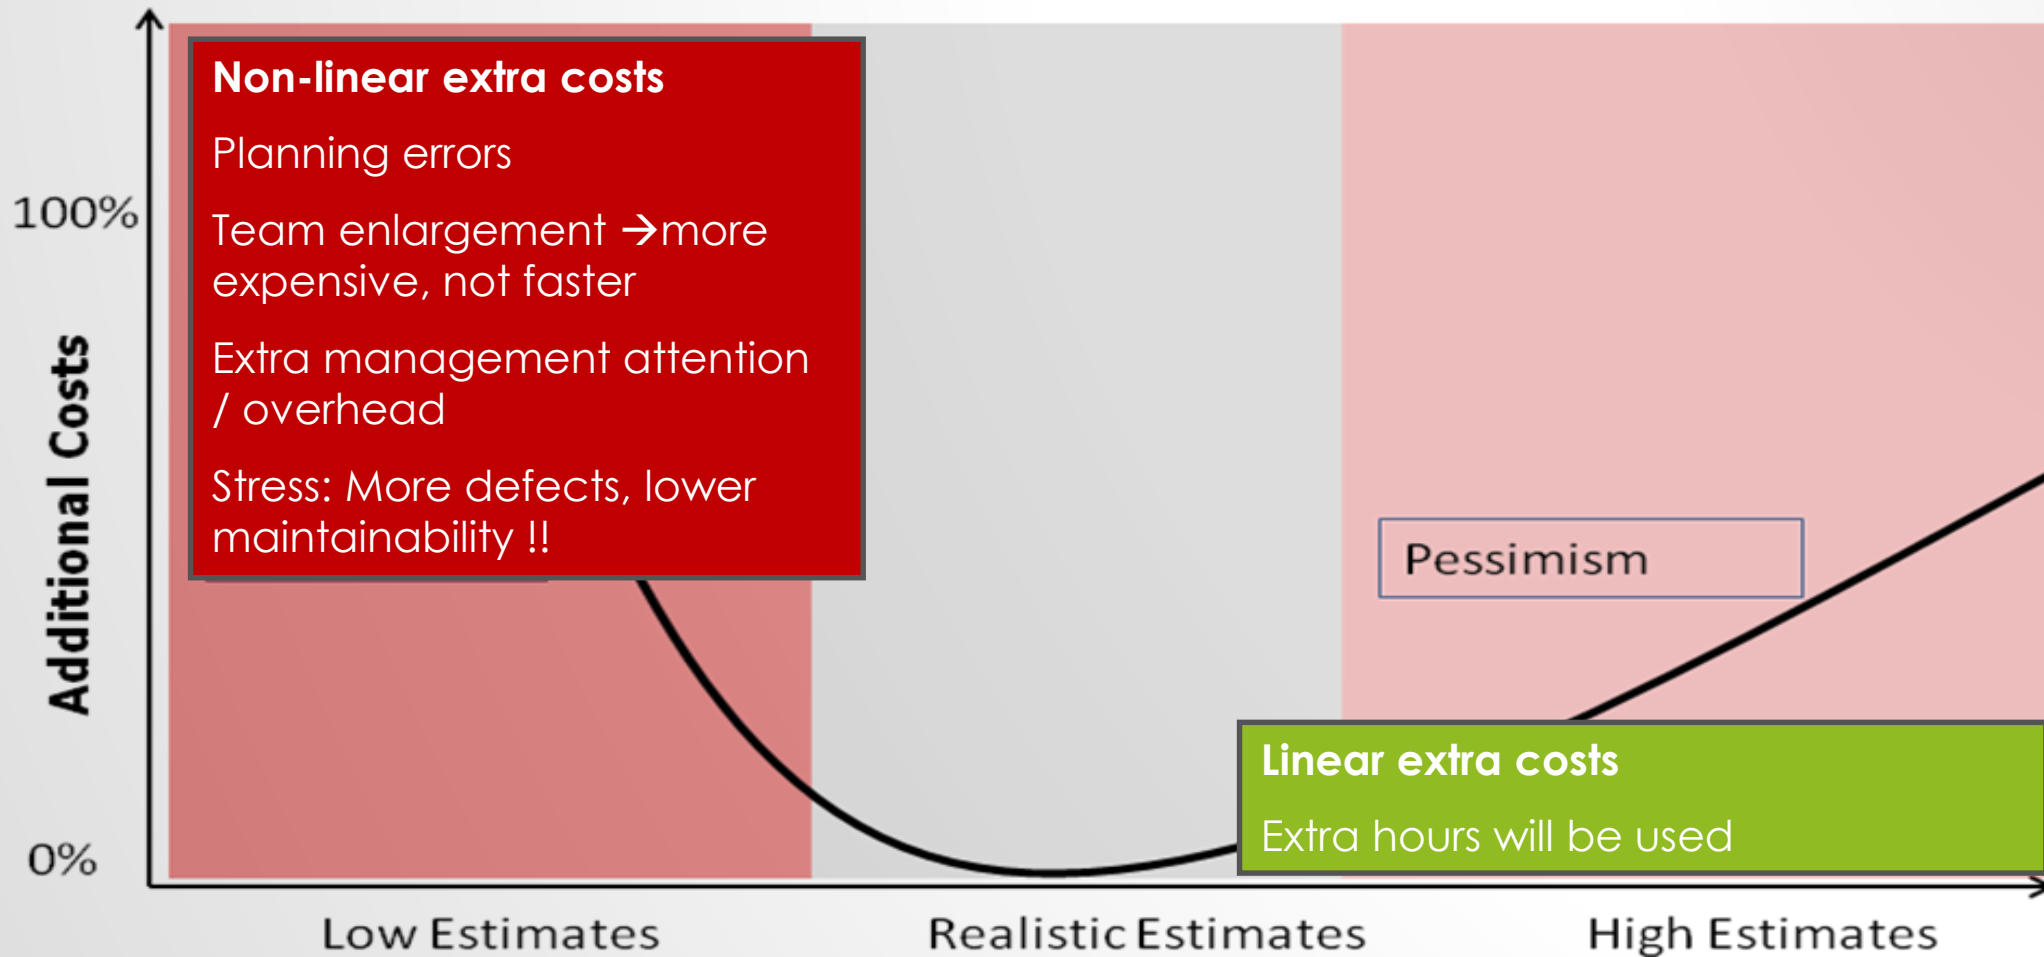 Non-linear extra costs
Planning errors
Team enlargement →more
expensive, not faster
Extra management attention
/ overhead
Stress: More defects, lower
maintainability !!
100%
Additional Costs
0%
Pessimism
Linear extra costs
Extra hours will be used
Low Estimates
Realistic Estimates
High Estimates